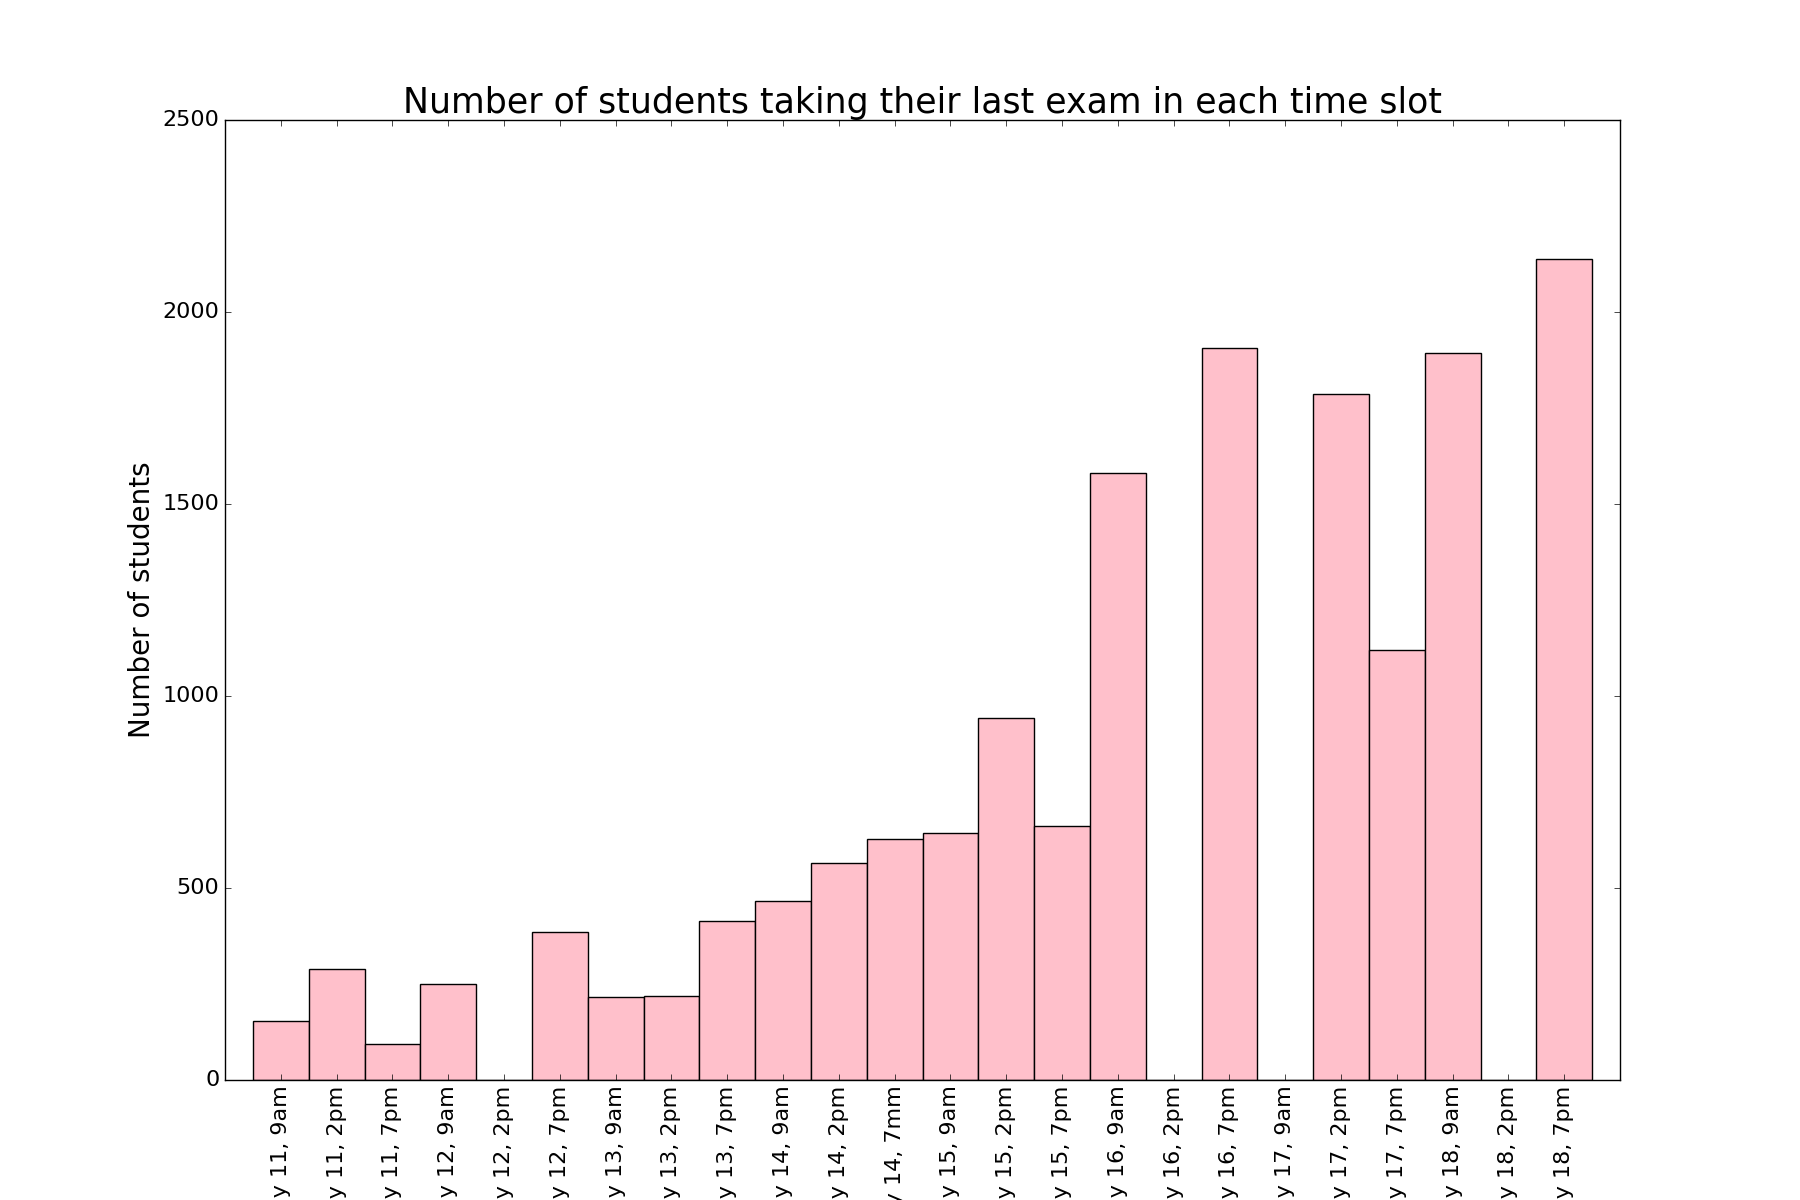 Number of students taking their last exam in each time slot
2500
2000
1500
1000
500
0
Number of students
y 11, 9am
y 11, 2pm
y 11, 7pm
y 12, 9am
y 12, 2pm
y 12, 7pm
y 13, 9am
y 13, 2pm
y 13, 7pm
y 14, 9am
y 14, 2pm
y 14, 7mm
y 15, 9am
y 15, 2pm
y 15, 7pm
y 16, 9am
y 16, 2pm
y 16, 7pm
y 17, 9am
y 17, 2pm
y 17, 7pm
y 18, 9am
y 18, 2pm
y 18, 7pm